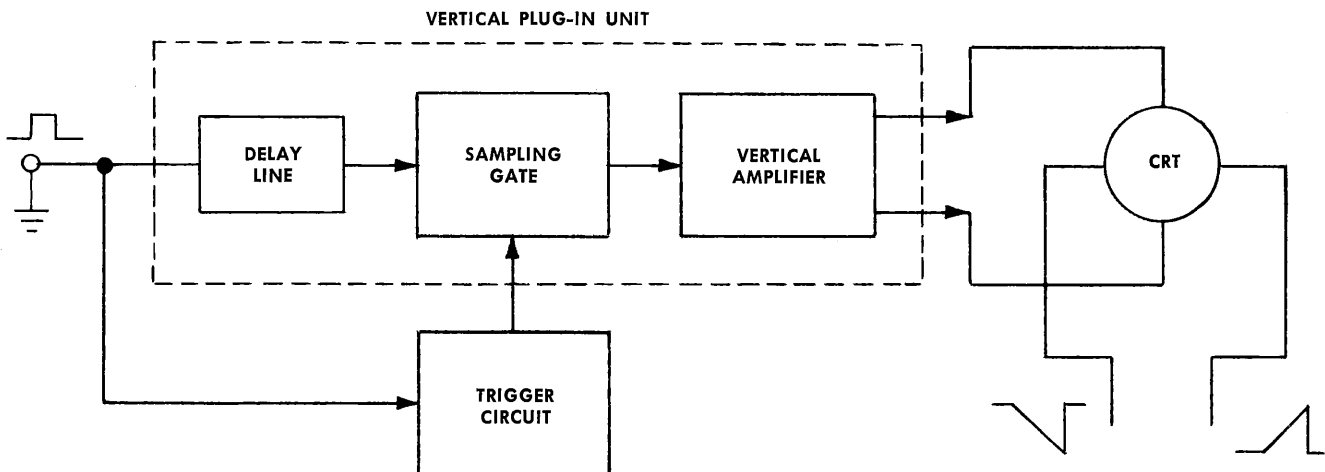 VERTICAL PLUG-IN UNIT
DELAY
LINE
SAMPLING
GATE
VERTICAL
AMPLIFIER
CRT
TRIGGER
CIRCUIT